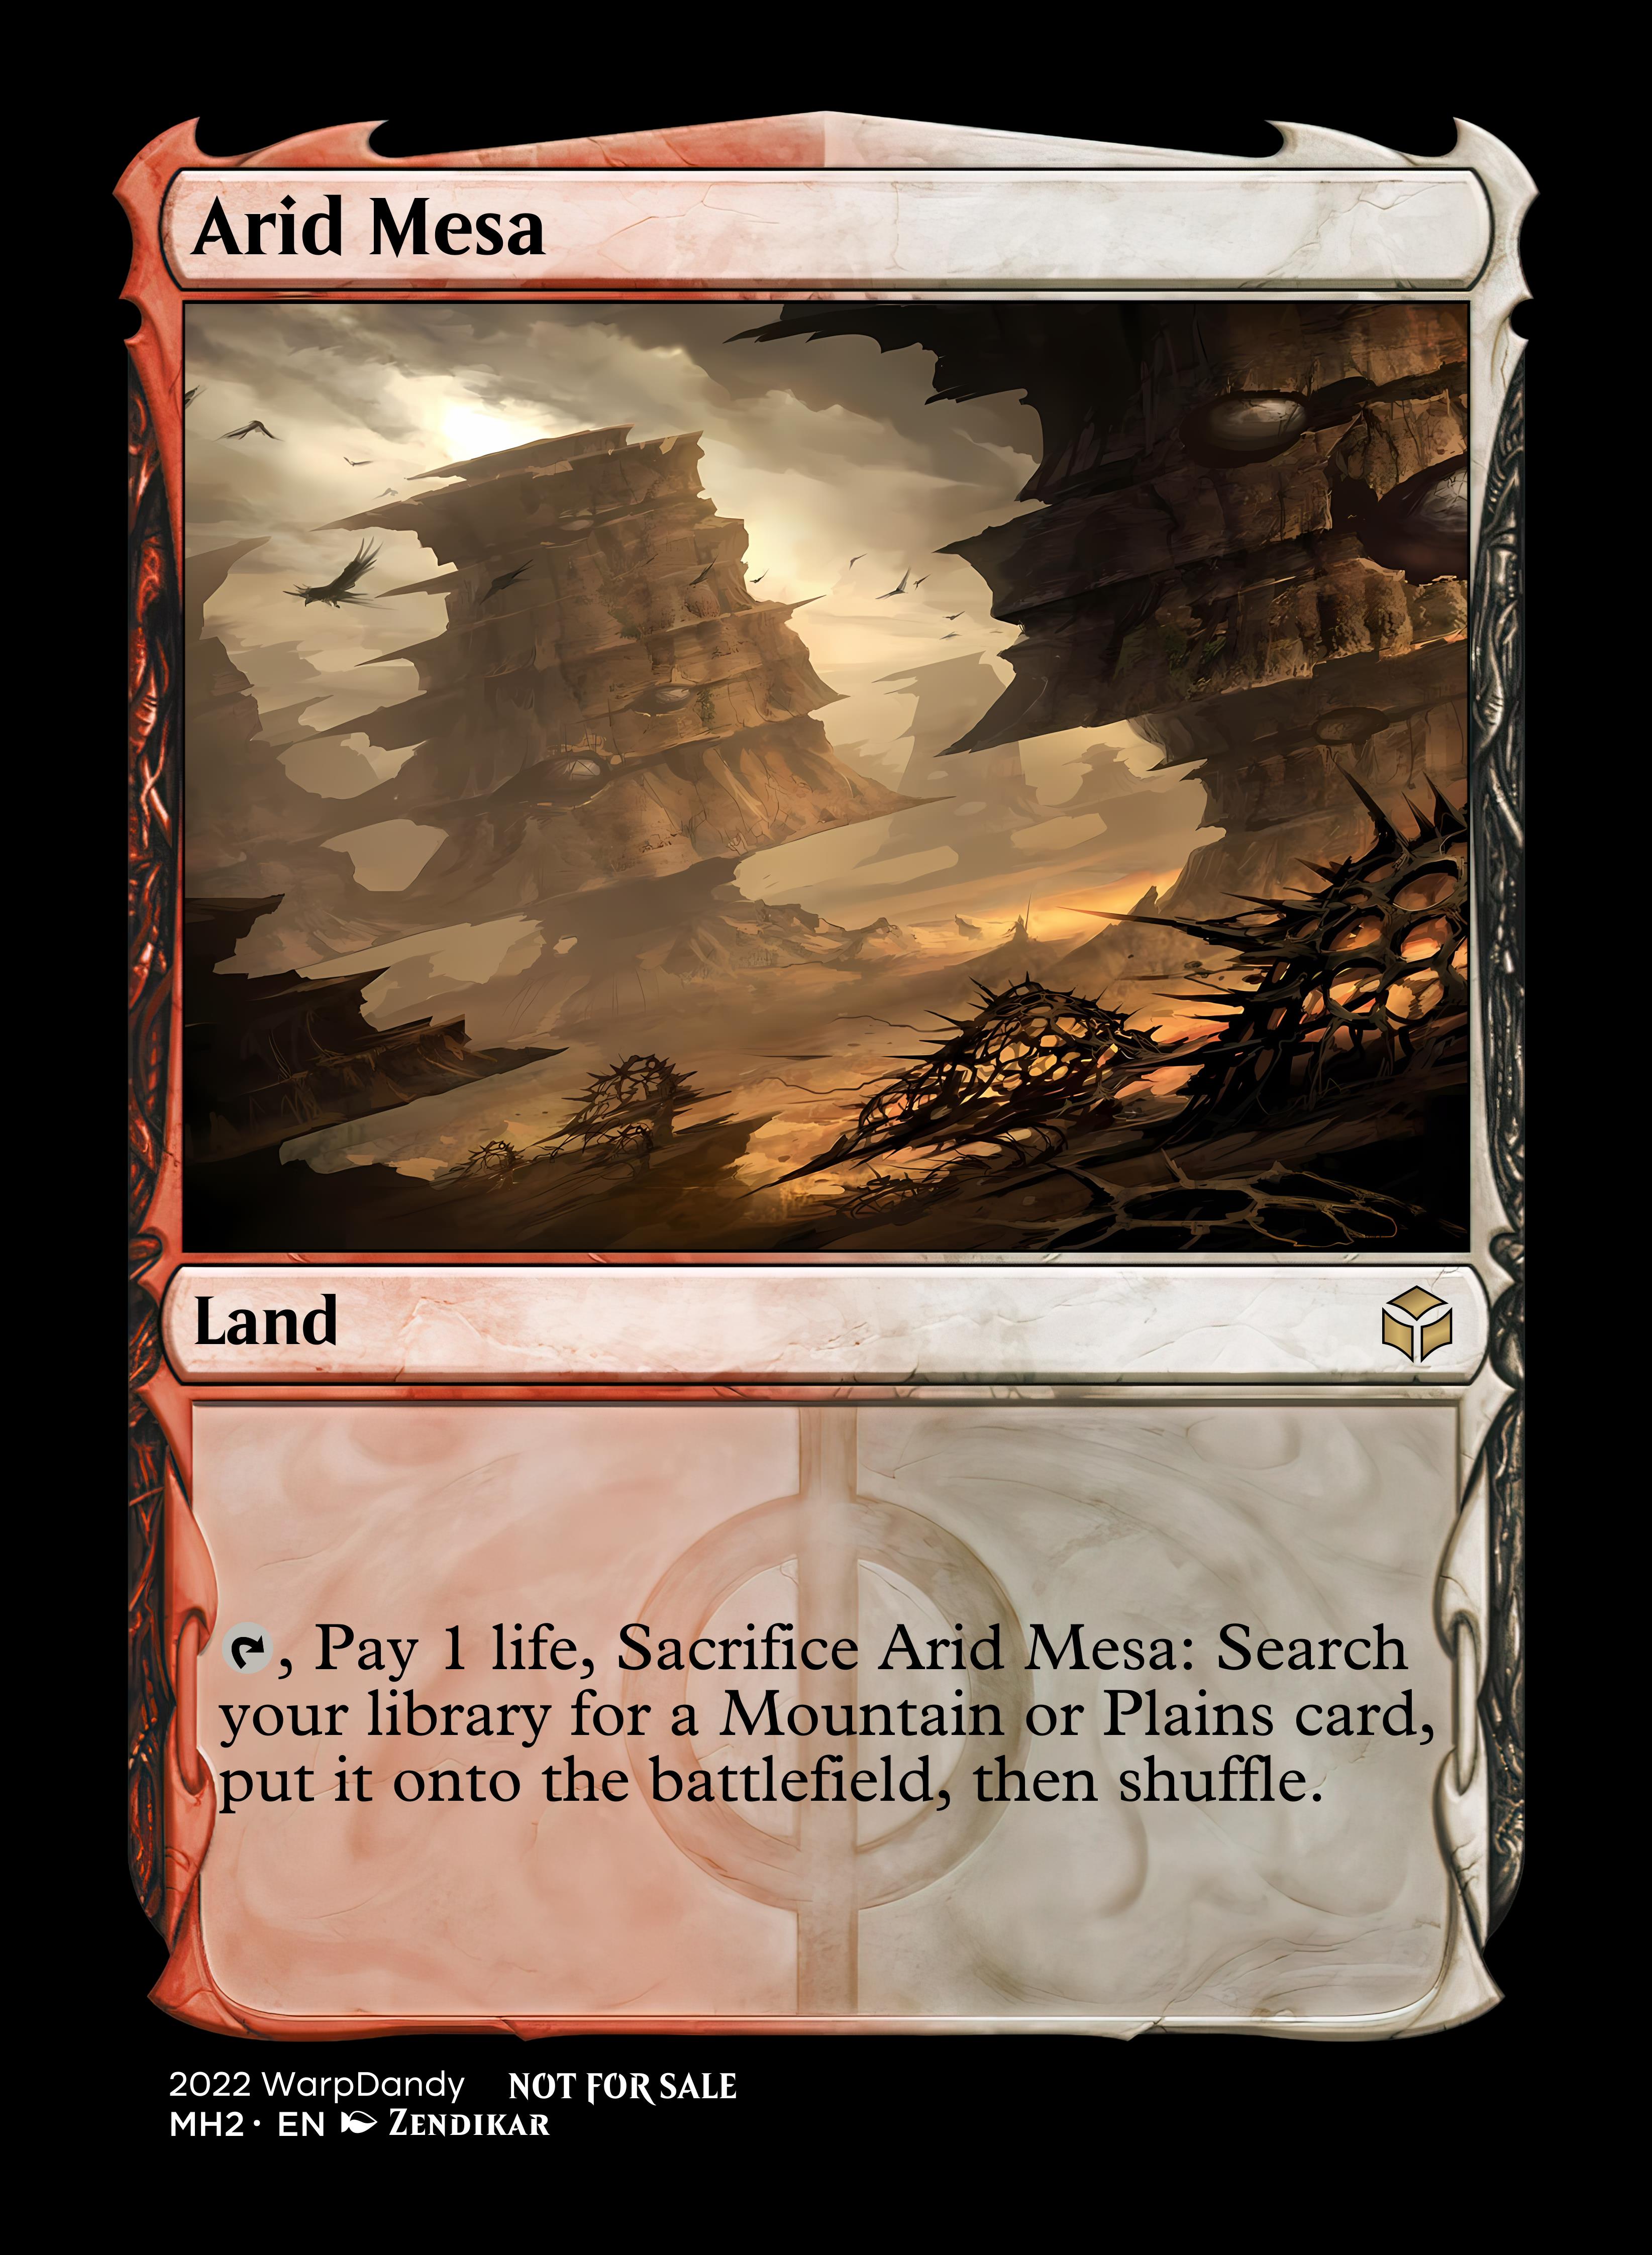 Arid Mesa
Land
, Pay 1 life, Sacrifice Arid Mesa: Search
your library for a Mountain or Plains card,
put it onto the battlefield, then shuffle.
2022 WarpDandy NOT FOR SALE
MH2 • EN Zendikar